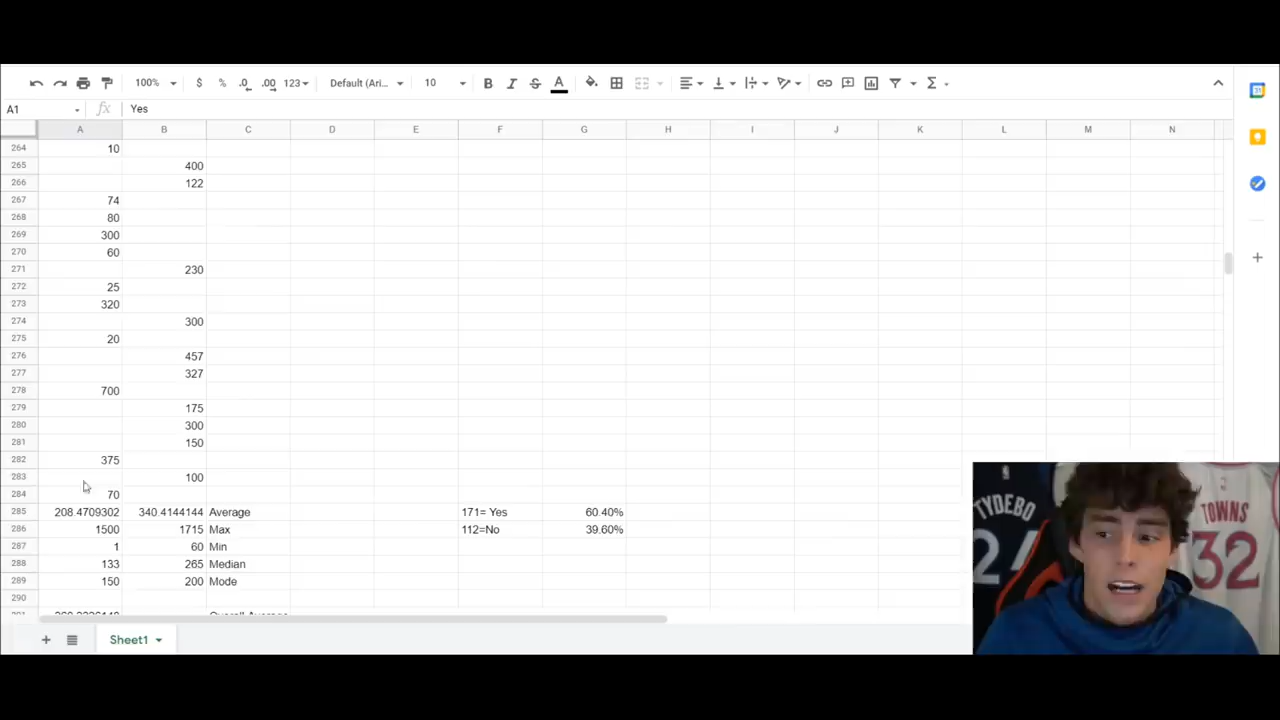 100% $ % .0 .00 123 Default (Ari... 10 B I S A Σ
A1 fx Yes
A B C D E F G H I J K L M N
264 10
265 400
266 122
267 74
268 80
269 300
270 60
271 230
272 25
273 320
274 300
275 20
276 457
277 327
278 700
279 175
280 300
281 150
282 375
283 100
284 70
285 208.4709302 340.4144144 Average 171= Yes 60.40%
286 1500 1715 Max 112=No 39.60%
287 1 60 Min
288 133 265 Median
289 150 200 Mode
290
Overall Average
+ Sheet1
31
TYDEBO
24
TOWNS
32